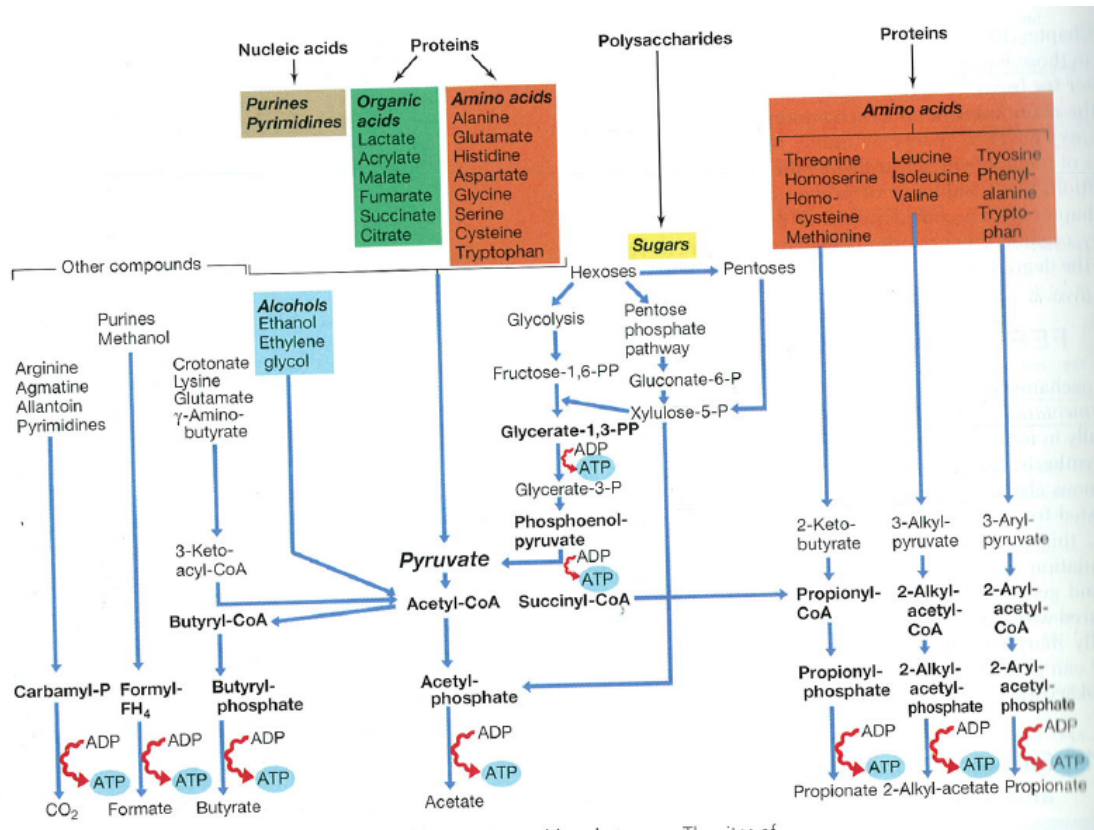 Nucleic acids
Proteins
Polysaccharides
Proteins
Purines
Pyrimidines
Organic
acids
Lactate
Acrylate
Malate
Fumarate
Succinate
Citrate
Amino acids
Alanine
Glutamate
Histidine
Aspartate
Glycine
Serine
Cysteine
Tryptophan
Sugars
Amino acids
Threonine
Homoserine
Homo-
cysteine
Methionine
Leucine
Isoleucine
Valine
Tryosine
Phenyl-
alanine
Trypto-
phan
Other compounds
Hexoses
Pentoses
Alcohols
Ethanol
Ethylene
glycol
Purines
Methanol
Arginine
Agmatine
Allantoin
Pyrimidines
Crotonate
Lysine
Glutamate
γ-Amino-
butyrate
Glycolysis
Pentose
phosphate
pathway
Fructose-1,6-PP
Gluconate-6-P
Xylulose-5-P
Glycerate-1,3-PP
ADP
ATP
Glycerate-3-P
Phosphoenol-
pyruvate
ADP
ATP
3-Keto-
acyl-CoA
Pyruvate
Acetyl-CoA
Succinyl-CoA
Butyryl-CoA
2-Keto-
butyrate
3-Alkyl-
pyruvate
3-Aryl-
pyruvate
Propionyl-
CoA
2-Alkyl-
acetyl-
CoA
2-Aryl-
acetyl-
CoA
Carbamyl-P
Formyl-
FH4
Butyryl-
phosphate
Acetyl-
phosphate
Propionyl-
phosphate
2-Alkyl-
acetyl-
phosphate
2-Aryl-
acetyl-
phosphate
ADP
ATP
ADP
ATP
ADP
ATP
ADP
ATP
ADP
ATP
ADP
ATP
ADP
ATP
CO2
Formate
Butyrate
Acetate
Propionate
2-Alkyl-acetate
Propionate
The sites of